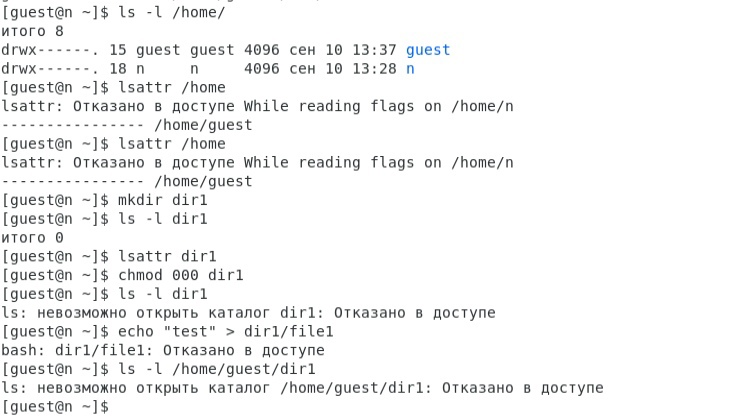 [guest@n ~]$ ls -l /home/
итого 8
drwx------. 15 guest guest 4096 сен 10 13:37 guest
drwx------. 18 n     n     4096 сен 10 13:28 n
[guest@n ~]$ lsattr /home
lsattr: Отказано в доступе While reading flags on /home/n
---------------- /home/guest
[guest@n ~]$ lsattr /home
lsattr: Отказано в доступе While reading flags on /home/n
---------------- /home/guest
[guest@n ~]$ mkdir dir1
[guest@n ~]$ ls -l dir1
итого 0
[guest@n ~]$ lsattr dir1
[guest@n ~]$ chmod 000 dir1
[guest@n ~]$ ls -l dir1
ls: невозможно открыть каталог dir1: Отказано в доступе
[guest@n ~]$ echo "test" > dir1/file1
bash: dir1/file1: Отказано в доступе
[guest@n ~]$ ls -l /home/guest/dir1
ls: невозможно открыть каталог /home/guest/dir1: Отказано в доступе
[guest@n ~]$